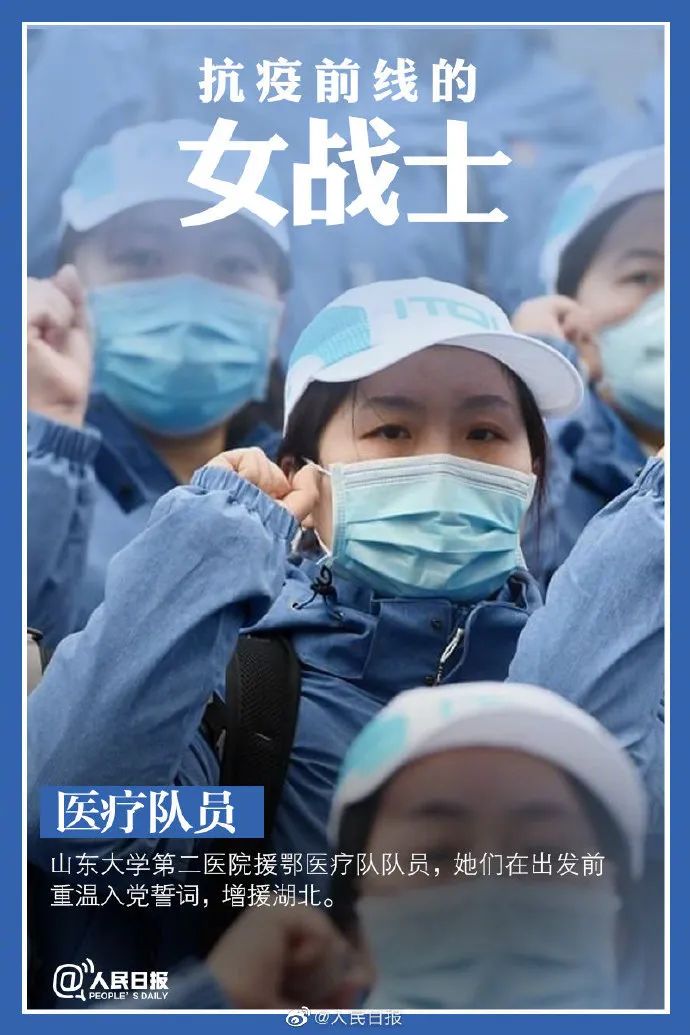 抗疫前线的
女战士
ITOI
医疗队员
山东大学第二医院援鄂医疗队队员，她们在出发前
重温入党誓词，增援湖北。
@人民日报
PEOPLE'S DAILY
@人民日报